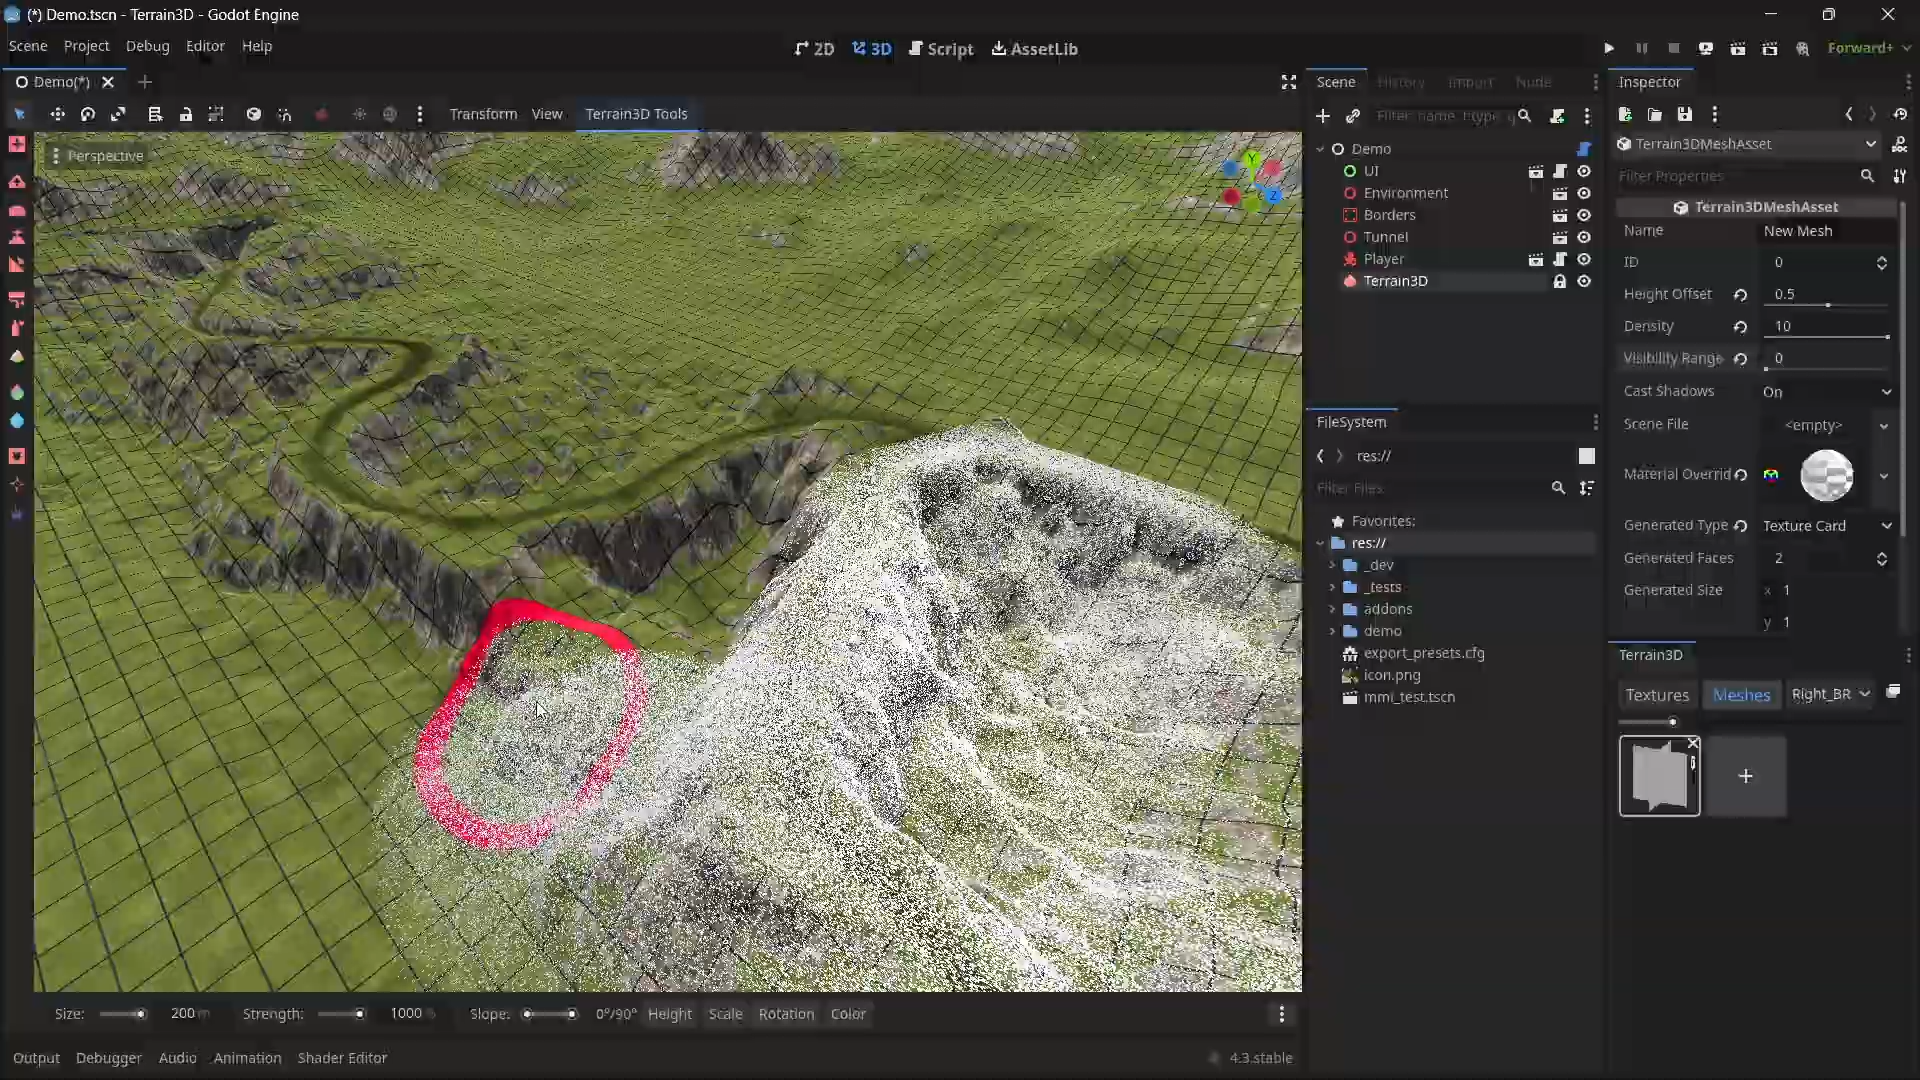 (*) Demo.tscn - Terrain3D - Godot Engine
Scene Project Debug Editor Help
2D 3D Script AssetLib
Forward+
Demo(*)
Transform View Terrain3D Tools
Perspective
Y
Z
Size: 200 m Strength: 1000 Slope: 0°/90° Height Scale Rotation Color
Output Debugger Audio Animation Shader Editor
4.3.stable
Scene History Import Node
Filter: name, t:type, g
Demo
UI
Environment
Borders
Tunnel
Player
Terrain3D
FileSystem
res://
Filter Files
Favorites:
res://
_dev
_tests
addons
demo
export_presets.cfg
icon.png
mmi_test.tscn
Inspector
Terrain3DMeshAsset
Filter Properties
Terrain3DMeshAsset
Name New Mesh
ID 0
Height Offset 0.5
Density 10
Visibility Range 0
Cast Shadows On
Scene File <empty>
Material Overrid
Generated Type Texture Card
Generated Faces 2
Generated Size x 1
y 1
Terrain3D
Textures Meshes Right_BR